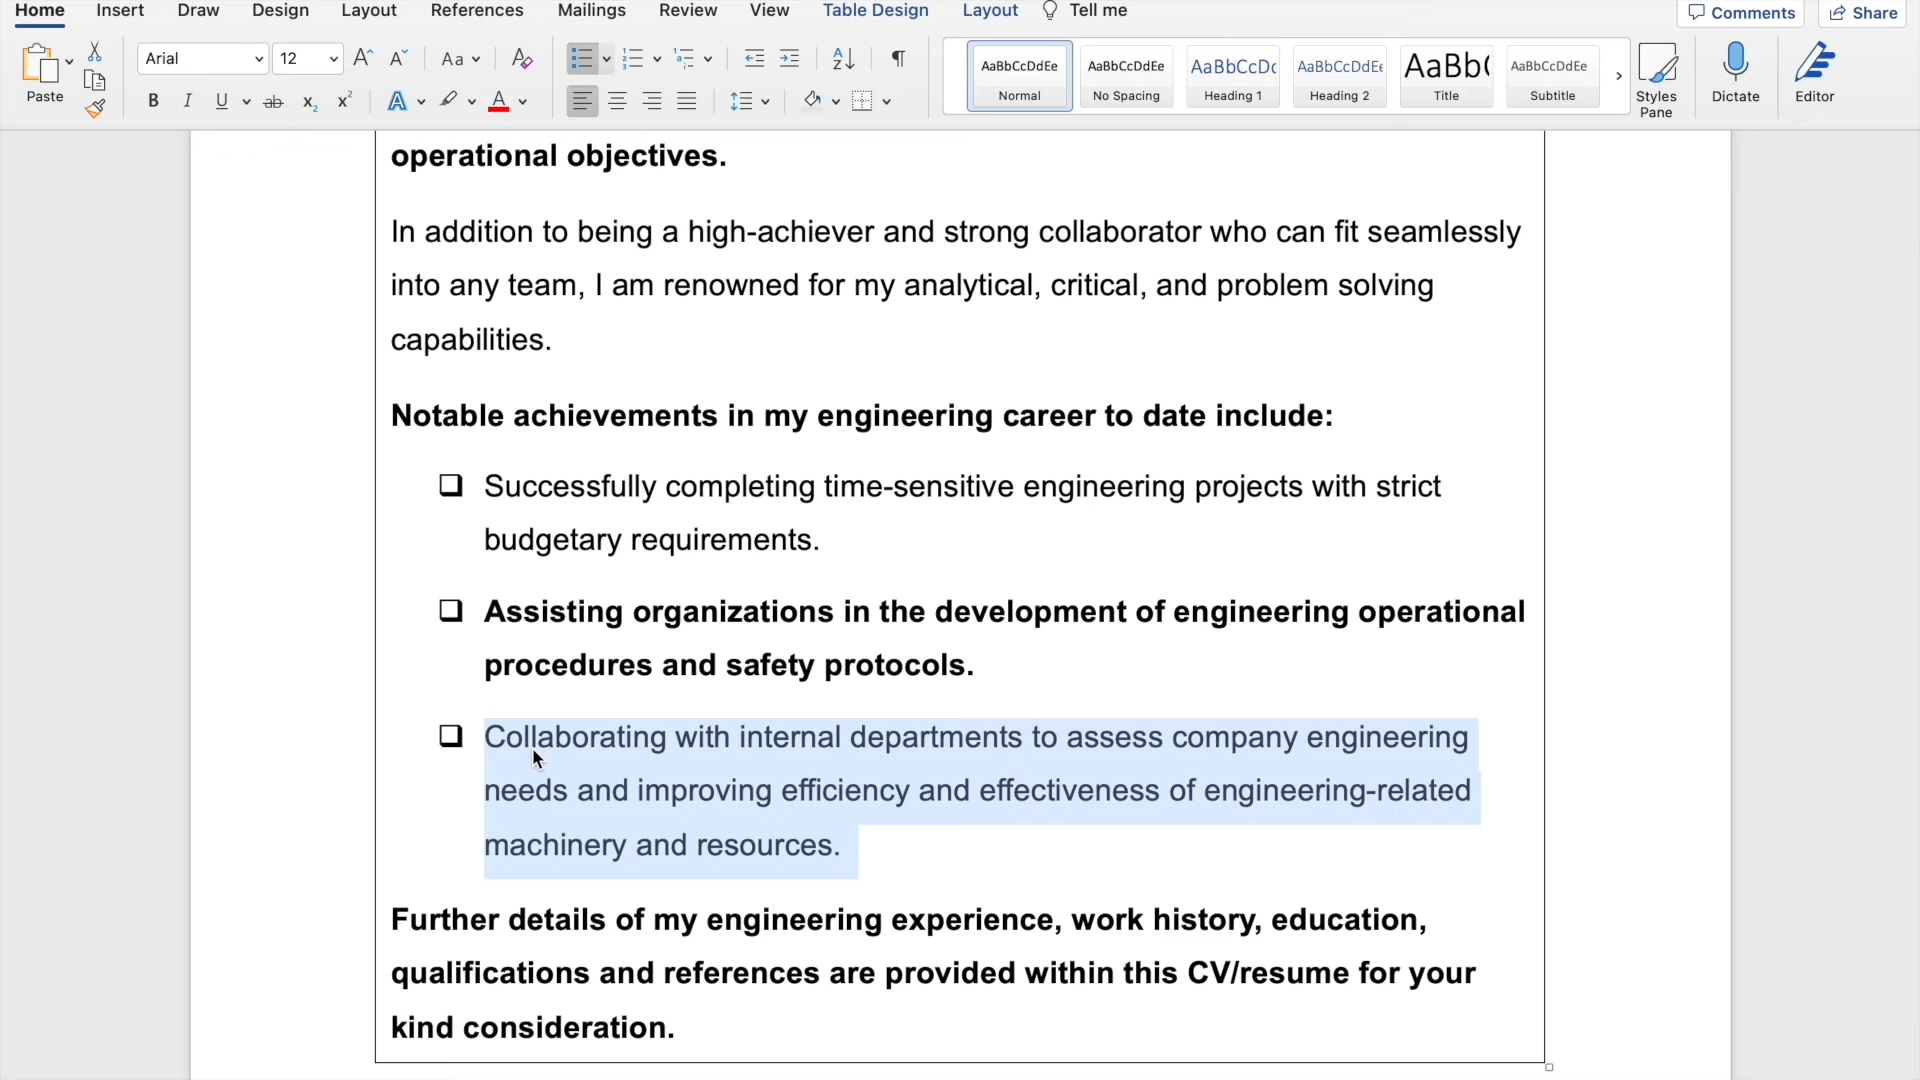 Home Insert Draw Design Layout References Mailings Review View Table Design Layout Tell me Comments Share
Arial 12 Aa
Paste
B I U ab x2 x2 A A
AaBbCcDdEe AaBbCcDdEe AaBbCcDc AaBbCcDdEe AaBb( AaBbCcDdEe
Normal No Spacing Heading 1 Heading 2 Title Subtitle
Styles Pane
Dictate
Editor
operational objectives.
In addition to being a high-achiever and strong collaborator who can fit seamlessly
into any team, I am renowned for my analytical, critical, and problem solving
capabilities.
Notable achievements in my engineering career to date include:
❑ Successfully completing time-sensitive engineering projects with strict
budgetary requirements.
❑ Assisting organizations in the development of engineering operational
procedures and safety protocols.
❑ Collaborating with internal departments to assess company engineering
needs and improving efficiency and effectiveness of engineering-related
machinery and resources.
Further details of my engineering experience, work history, education,
qualifications and references are provided within this CV/resume for your
kind consideration.